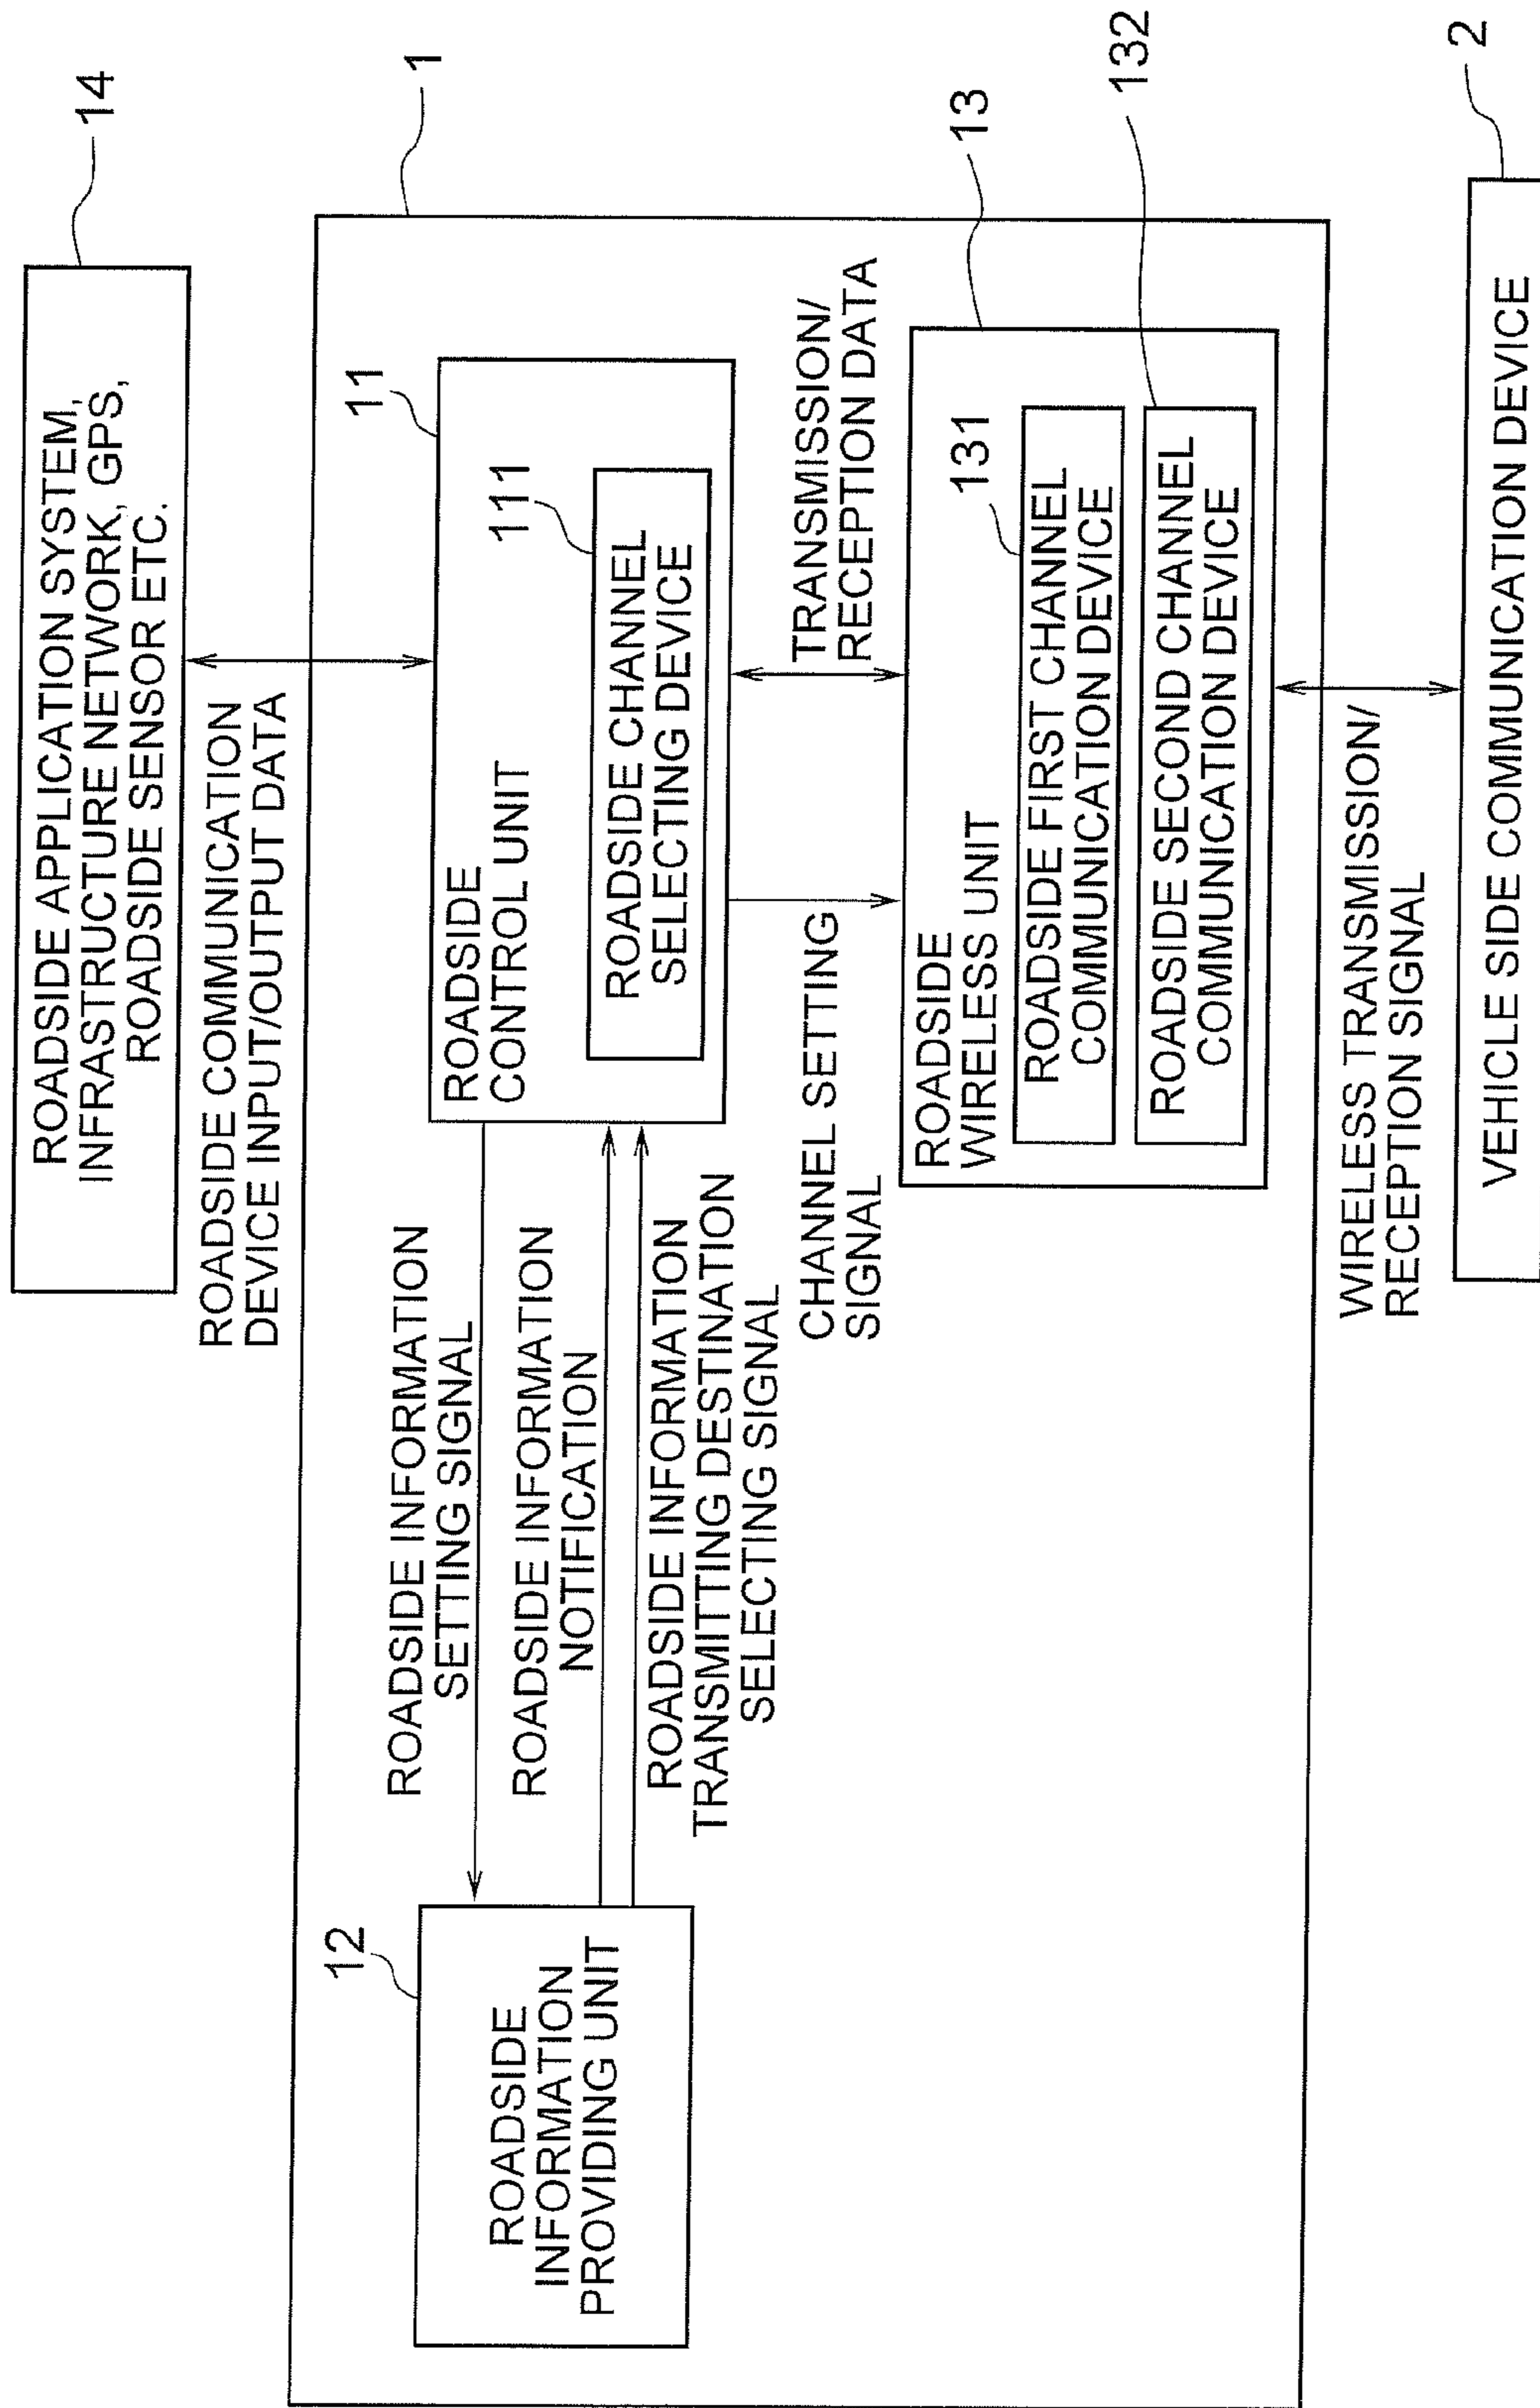 14
ROADSIDE APPLICATION SYSTEM,
INFRASTRUCTURE NETWORK, GPS,
ROADSIDE SENSOR ETC.
ROADSIDE COMMUNICATION
DEVICE INPUT/OUTPUT DATA
1
12
ROADSIDE
INFORMATION
PROVIDING UNIT
ROADSIDE INFORMATION
SETTING SIGNAL
ROADSIDE INFORMATION
NOTIFICATION
ROADSIDE INFORMATION
TRANSMITTING DESTINATION
SELECTING SIGNAL
11
ROADSIDE
CONTROL UNIT
111
ROADSIDE CHANNEL
SELECTING DEVICE
CHANNEL SETTING
SIGNAL
TRANSMISSION/
RECEPTION DATA
13
ROADSIDE
WIRELESS UNIT
131
ROADSIDE FIRST CHANNEL
COMMUNICATION DEVICE
132
ROADSIDE SECOND CHANNEL
COMMUNICATION DEVICE
WIRELESS TRANSMISSION/
RECEPTION SIGNAL
2
VEHICLE SIDE COMMUNICATION DEVICE